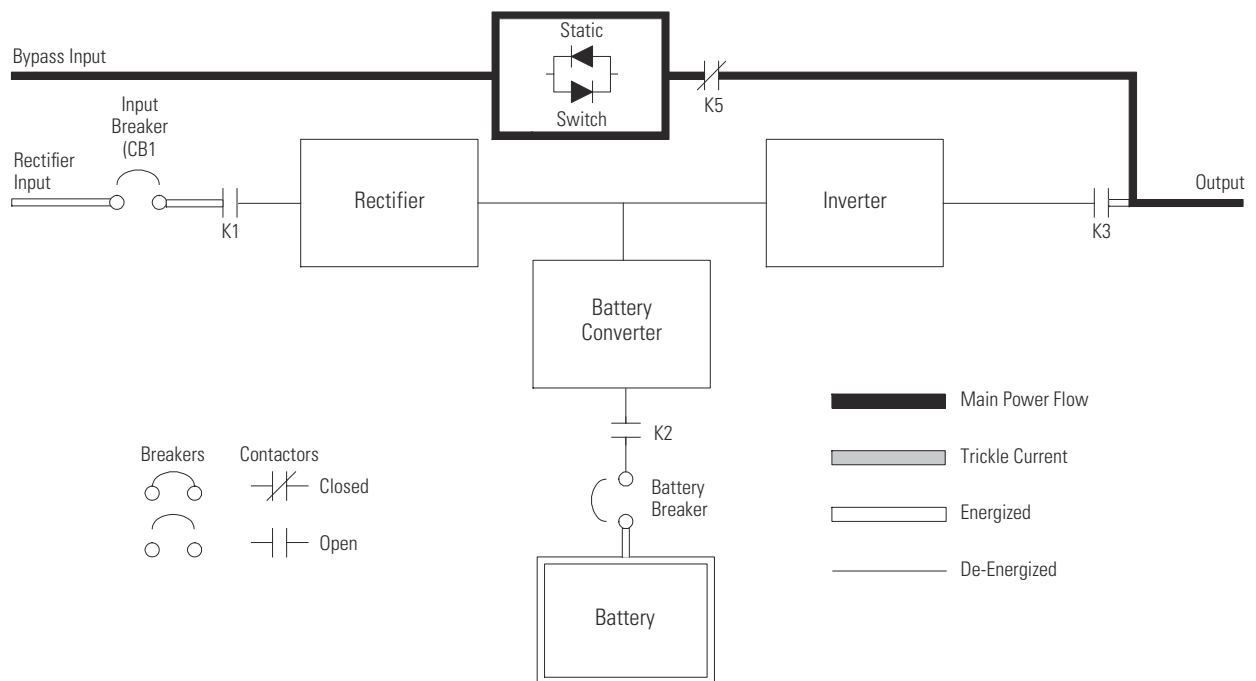 Static
Switch
Bypass Input
K5
Input
Breaker
(CB1
Rectifier
Input
K1
Rectifier
Inverter
K3
Output
Battery
Converter
K2
Battery
Breaker
Battery
Breakers
Contactors
Closed
Open
Main Power Flow
Trickle Current
Energized
De-Energized